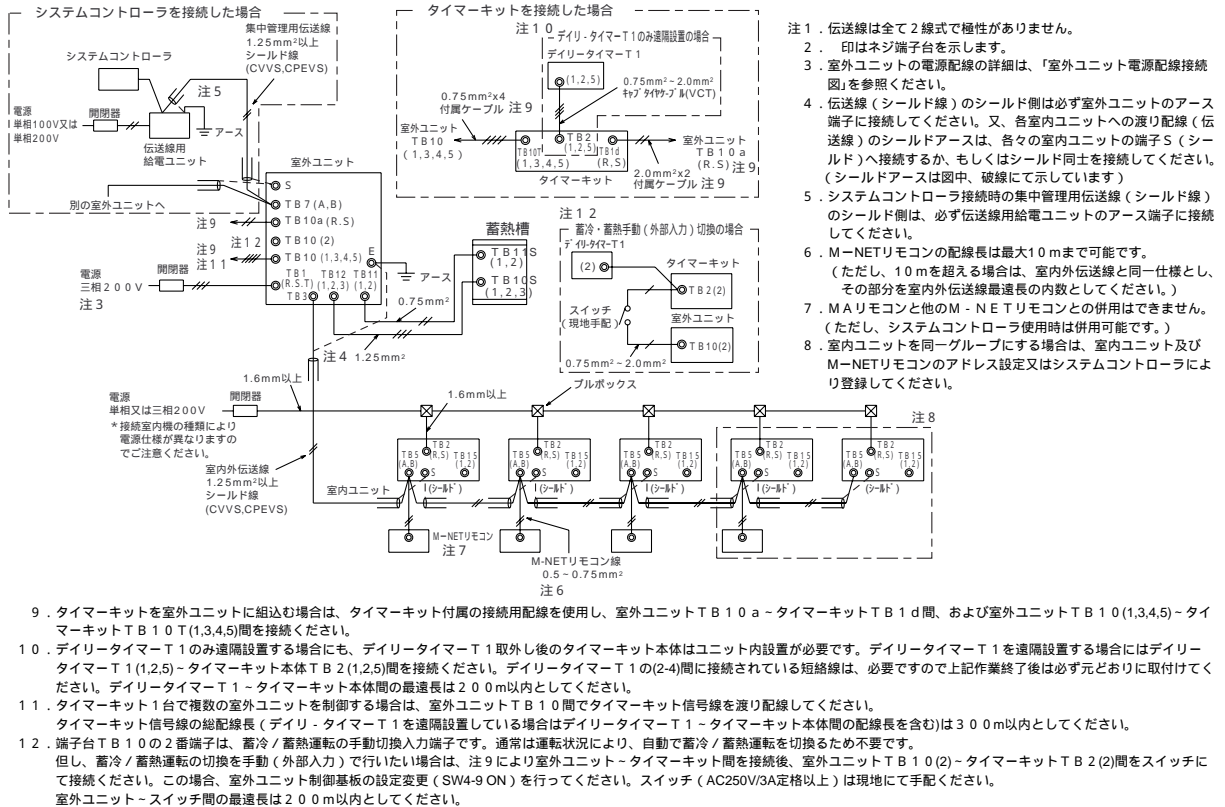 システムコントローラを接続した場合
集中管理用伝送線
1.25mm²以上
シールド線
(CVVS,CPEVS)
システムコントローラ
注5
電源
単相100V又は
単相200V
開閉器
アース
伝送線用
給電ユニット
別の室外ユニットへ
タイマーキットを接続した場合
注10
デイリ-タイマーT1のみ遠隔設置の場合
デイリータイマーT1
(1,2,5)
0.75mm²~2.0mm²
キャブタイヤケーブル(VCT)
0.75mm²x4
付属ケーブル 注9
室外ユニット
TB10
(1,3,4,5)
TB10T
(1,3,4,5)
TB2
(1,2,5)
TB1d
(R,S)
タイマーキット
室外ユニット
TB10a
(R.S) 注9
2.0mm²x2
付属ケーブル 注9
室外ユニット
S
TB7(A,B)
注9
TB10a(R.S)
注12
TB10(2)
注9
注11
TB10(1,3,4,5)
E
アース
電源
三相200V
注3
開閉器
TB1
(R.S.T)
TB12
(1,2,3)
TB11
(1,2)
TB3
蓄熱槽
TB11S
(1,2)
TB10S
(1,2,3)
0.75mm²
注4
1.25mm²
注12
蓄冷・蓄熱手動(外部入力)切換の場合
デイリ-タイマーT1
(2)
タイマーキット
TB2(2)
スイッチ
(現地手配)
室外ユニット
TB10(2)
0.75mm²~2.0mm²
1.6mm以上
プルボックス
電源
単相又は三相200V
*接続室内機の種類により
電源仕様が異なりますの
でご注意ください。
開閉器
1.6mm以上
注8
室内外伝送線
1.25mm²以上
シールド線
(CVVS,CPEVS)
室内ユニット
TB5
(A,B)
TB2
(R,S)
TB15
(1,2)
S
(シールド)
TB5
(A,B)
TB2
(R,S)
TB15
(1,2)
S
(シールド)
TB5
(A,B)
TB2
(R,S)
TB15
(1,2)
S
(シールド)
TB5
(A,B)
TB2
(R,S)
TB15
(1,2)
S
(シールド)
TB5
(A,B)
TB2
(R,S)
TB15
(1,2)
S
(シールド)
M-NETリモコン
注7
M-NETリモコン線
0.5~0.75mm²
注6
注1.伝送線は全て2線式で極性がありません。
2. 印はネジ端子台を示します。
3.室外ユニットの電源配線の詳細は、「室外ユニット電源配線接続
図」を参照ください。
4.伝送線(シールド線)のシールド側は必ず室外ユニットのアース
端子に接続してください。又、各室内ユニットへの渡り配線(伝
送線)のシールドアースは、各々の室内ユニットの端子S(シー
ルド)へ接続するか、もしくはシールド同士を接続してください。
(シールドアースは図中、破線にて示しています)
5.システムコントローラ接続時の集中管理用伝送線(シールド線)
のシールド側は、必ず伝送線用給電ユニットのアース端子に接続
してください。
6.M-NETリモコンの配線長は最大10mまで可能です。
(ただし、10mを超える場合は、室内外伝送線と同一仕様とし、
その部分を室内外伝送線最遠長の内数としてください。)
7.MAリモコンと他のM-NETリモコンとの併用はできません。
(ただし、システムコントローラ使用時は併用可能です。)
8.室内ユニットを同一グループにする場合は、室内ユニット及び
M-NETリモコンのアドレス設定又はシステムコントローラによ
り登録してください。
9.タイマーキットを室外ユニットに組込む場合は、タイマーキット付属の接続用配線を使用し、室外ユニットTB10a~タイマーキットTB1d間、および室外ユニットTB10(1,3,4,5)~タイ
マーキットTB10T(1,3,4,5)間を接続ください。
10.デイリータイマーT1のみ遠隔設置する場合にも、デイリータイマーT1取外し後のタイマーキット本体はユニット内設置が必要です。デイリータイマーT1を遠隔設置する場合にはデイリー
タイマーT1(1,2,5)~タイマーキット本体TB2(1,2,5)間を接続ください。デイリータイマーT1の(2-4)間に接続されている短絡線は、必要ですので上記作業終了後は必ず元どおりに取付けてく
ださい。デイリータイマーT1~タイマーキット本体間の最遠長は200m以内としてください。
11.タイマーキット1台で複数の室外ユニットを制御する場合は、室外ユニットTB10間でタイマーキット信号線を渡り配線してください。
タイマーキット信号線の総配線長(デイリ-タイマーT1を遠隔設置している場合はデイリータイマーT1~タイマーキット本体間の配線長を含む)は300m以内としてください。
12.端子台TB10の2番端子は、蓄冷/蓄熱運転の手動切換入力端子です。通常は運転状況により、自動で蓄冷/蓄熱運転を切換るため不要です。
但し、蓄冷/蓄熱運転の切換を手動(外部入力)で行いたい場合は、注9により室外ユニット~タイマーキット間を接続後、室外ユニットTB10(2)~タイマーキットTB2(2)間をスイッチに
て接続ください。この場合、室外ユニット制御基板の設定変更(SW4-9 ON)を行ってください。スイッチ(AC250V/3A定格以上)は現地にて手配ください。
室外ユニット~スイッチ間の最遠長は200m以内としてください。